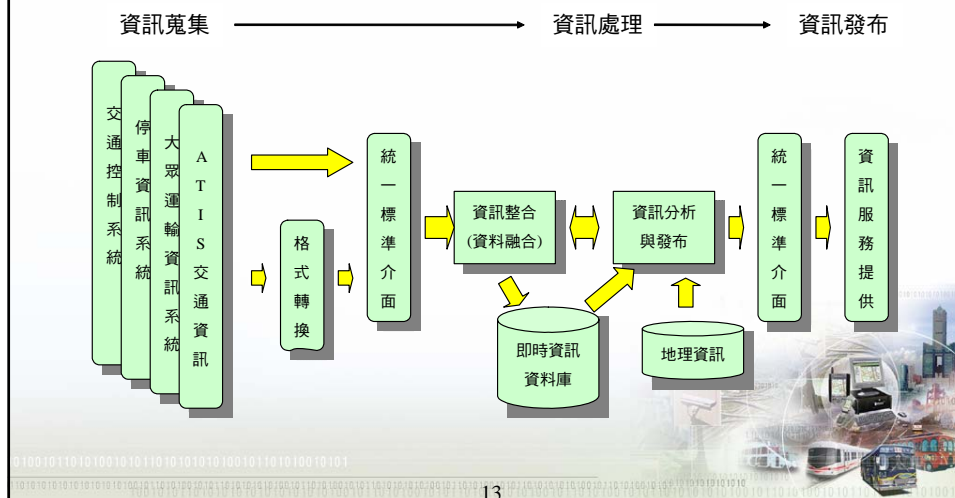 資訊蒐集
資訊處理
資訊發布
交通控制系統
停車資訊系統
大眾運輸資訊系統
ATIS交通資訊
格式轉換
統一標準介面
資訊整合
(資料融合)
資訊分析
與發布
即時資訊
資料庫
地理資訊
統一標準介面
資訊服務提供
13